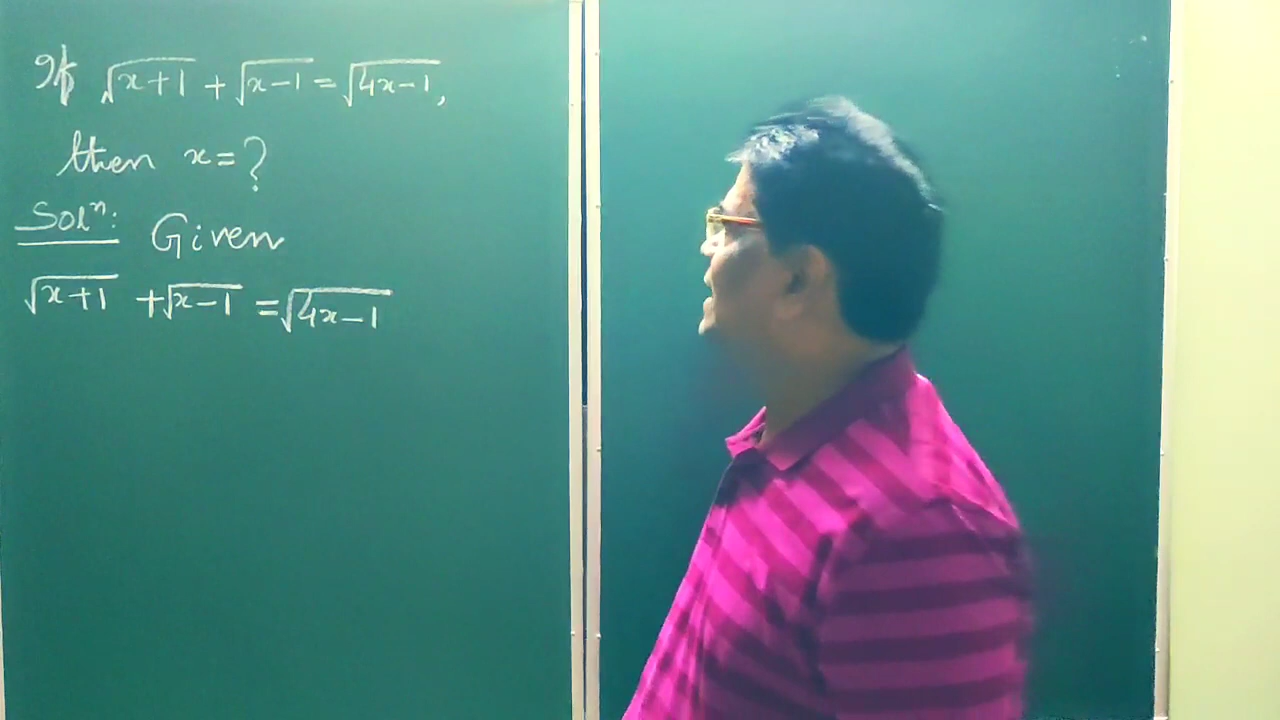 If √(x+1) + √(x-1) = √(4x-1),
then x = ?
Solⁿ: Given
√(x+1) + √(x-1) = √(4x-1)